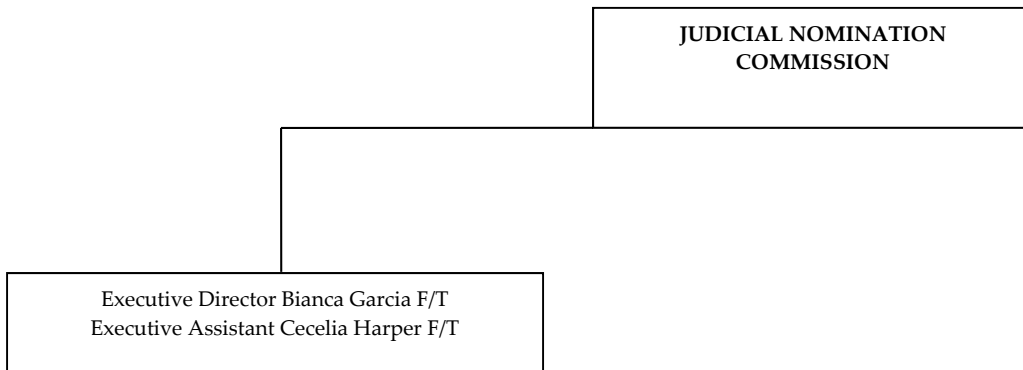 JUDICIAL NOMINATION
COMMISSION
Executive Director Bianca Garcia F/T
Executive Assistant Cecelia Harper F/T